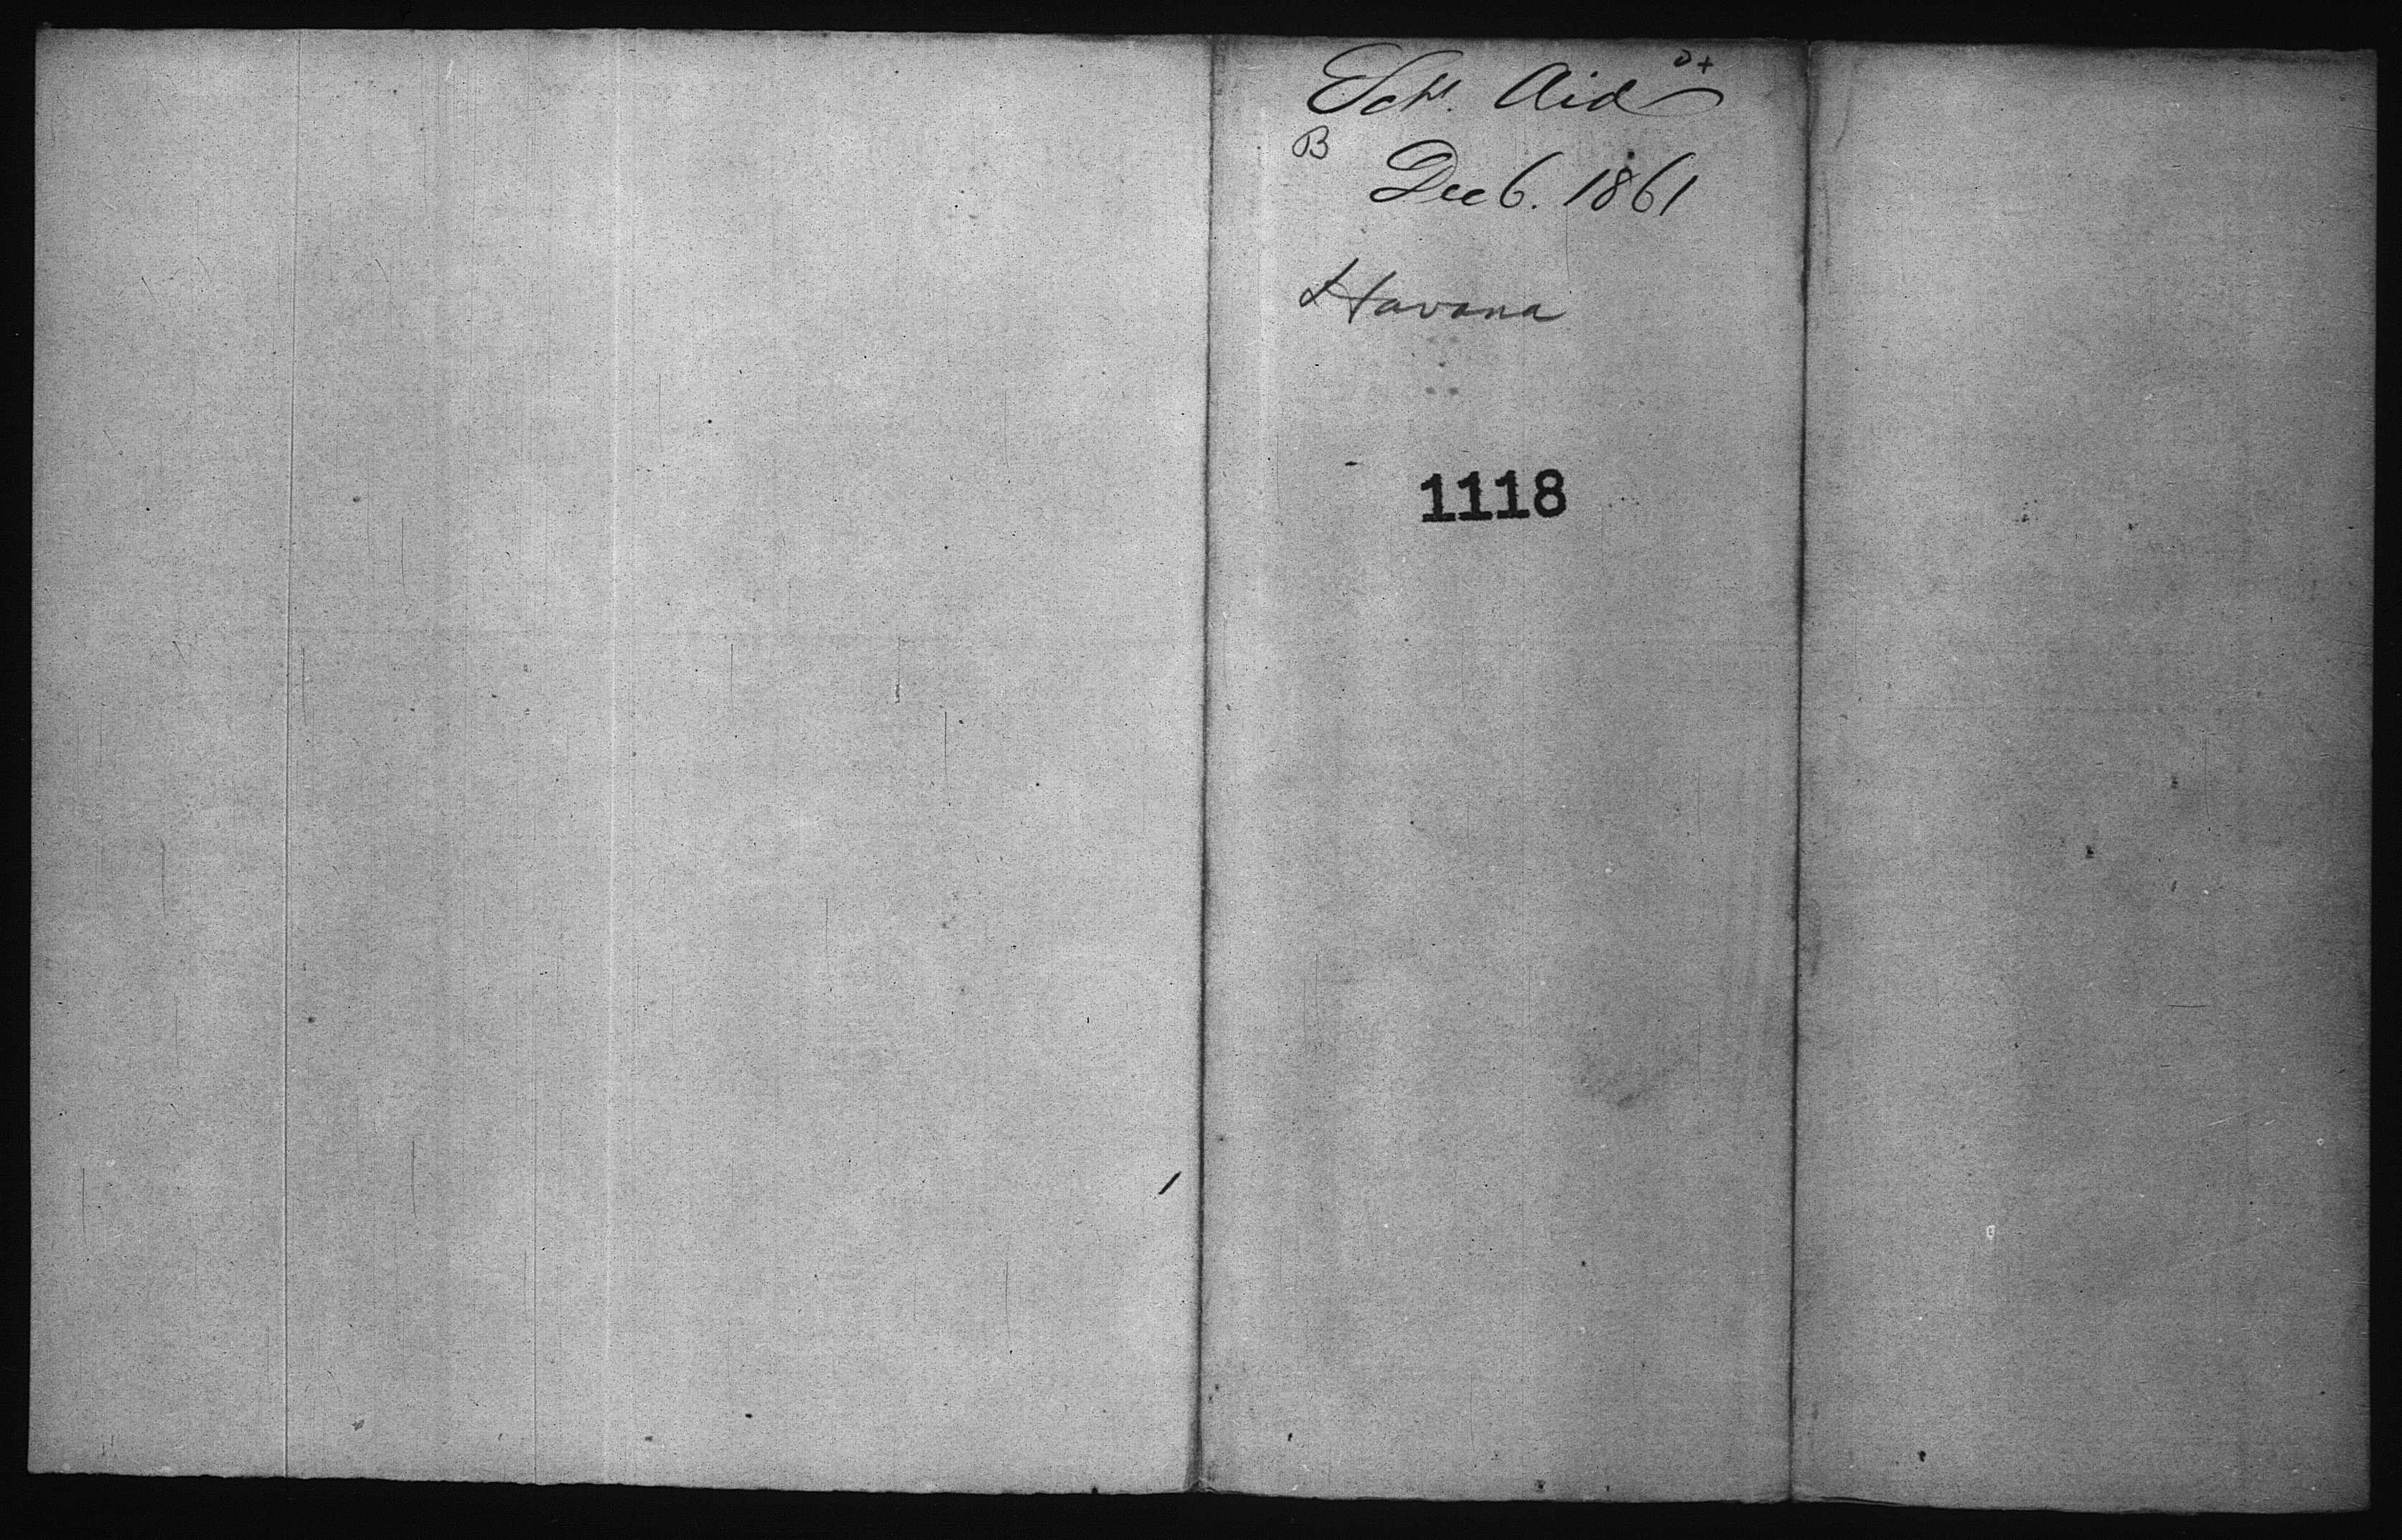 Schr. Aid
B
Dec 6. 1861
Havana
1118